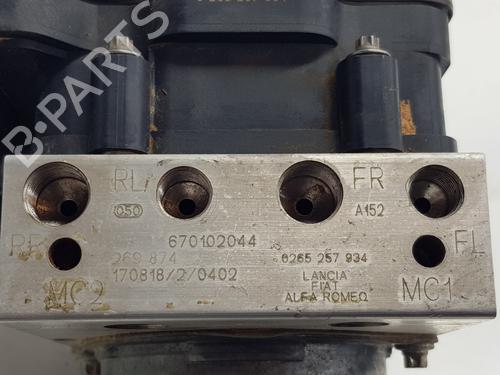 RL
FR
050
A152
670102044
FL
269 874
0265 257 934
170818/2/0402
LANCIA
FIAT
ALFA ROMEO
MC2
MC1
B-PARTS